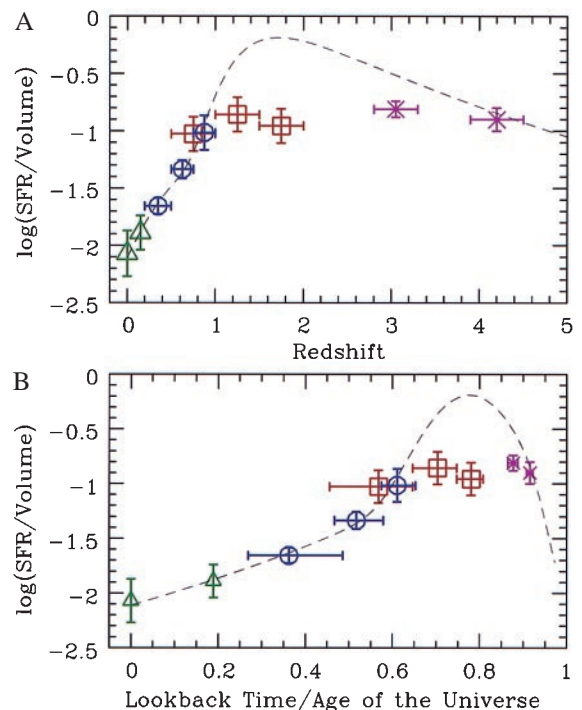 A
0
-0.5
-1
-1.5
-2
-2.5
log(SFR/Volume)
0 1 2 3 4 5
Redshift
B
0
-0.5
-1
-1.5
-2
-2.5
log(SFR/Volume)
0 0.2 0.4 0.6 0.8 1
Lookback Time/Age of the Universe